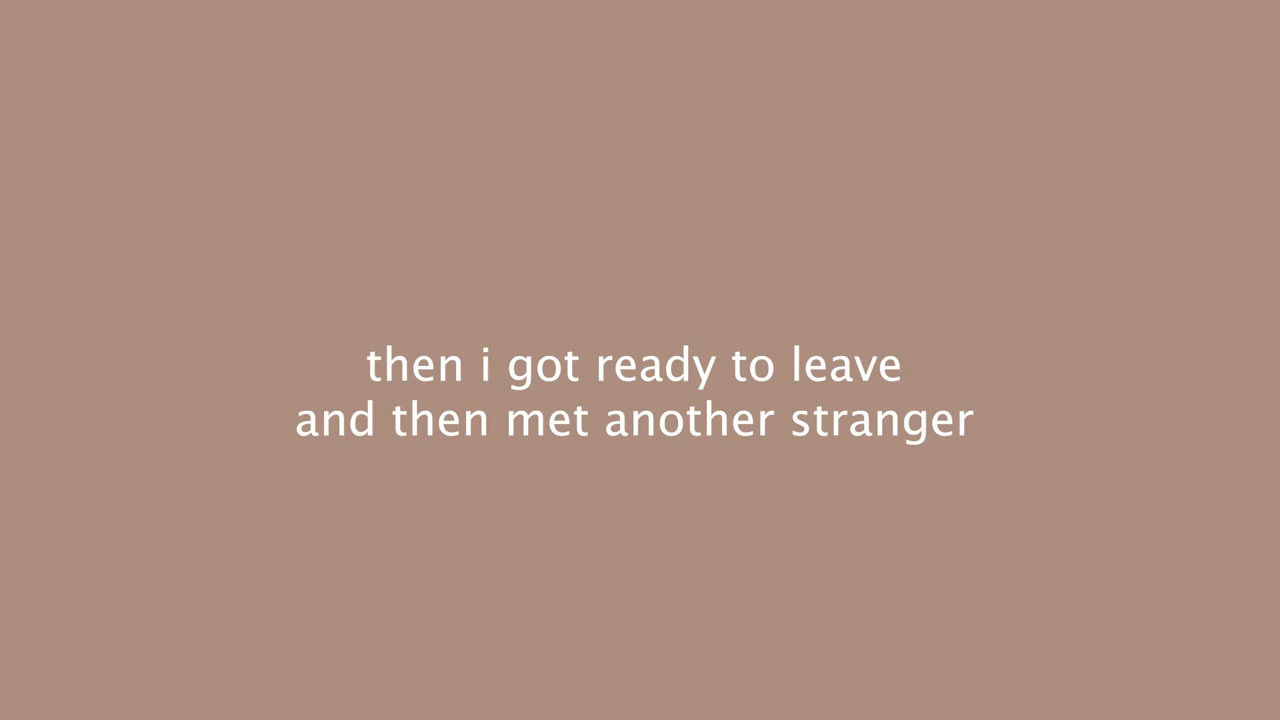 then i got ready to leave
and then met another stranger